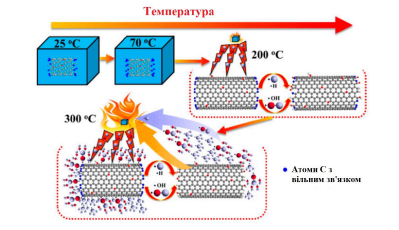 Температура
25 °C
70 °C
200 °C
•H
•OH
300 °C
•H
•OH
Атоми С з
вільним зв'язком